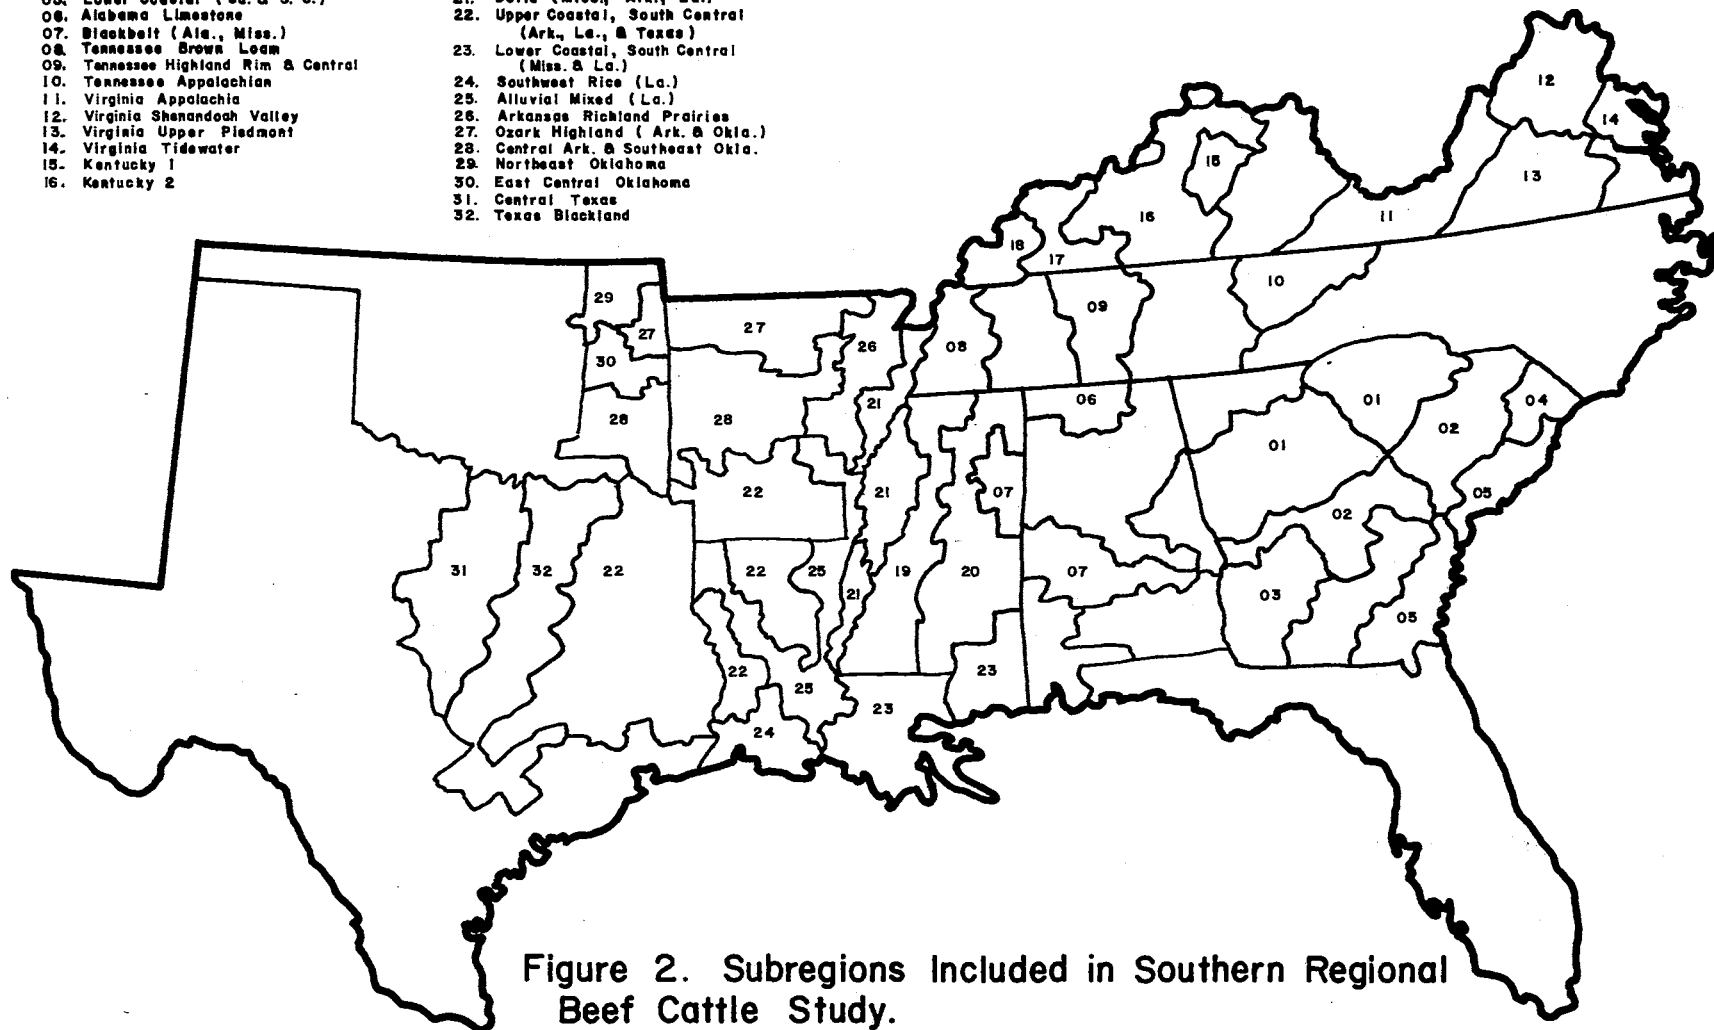 06. Alabama Limestone
07. Blackbelt (Ala., Miss.)
08. Tennessee Brown Loam
09. Tennessee Highland Rim & Central
10. Tennessee Appalachian
11. Virginia Appalachia
12. Virginia Shenandoah Valley
13. Virginia Upper Piedmont
14. Virginia Tidewater
15. Kentucky 1
16. Kentucky 2
22. Upper Coastal, South Central
(Ark., La., & Texas)
23. Lower Coastal, South Central
(Miss. & La.)
24. Southwest Rice (La.)
25. Alluvial Mixed (La.)
26. Arkansas Richland Prairies
27. Ozark Highland (Ark. & Okla.)
28. Central Ark. & Southeast Okla.
29. Northeast Oklahoma
30. East Central Oklahoma
31. Central Texas
32. Texas Blackland
12
14
15
13
16
11
18
17
10
29
09
27
27
26
08
30
06
21
01
04
28
28
02
01
22
21
07
05
02
31
32
22
22
25
19
20
07
21
03
05
22
23
25
23
24
Figure 2. Subregions Included in Southern Regional
Beef Cattle Study.